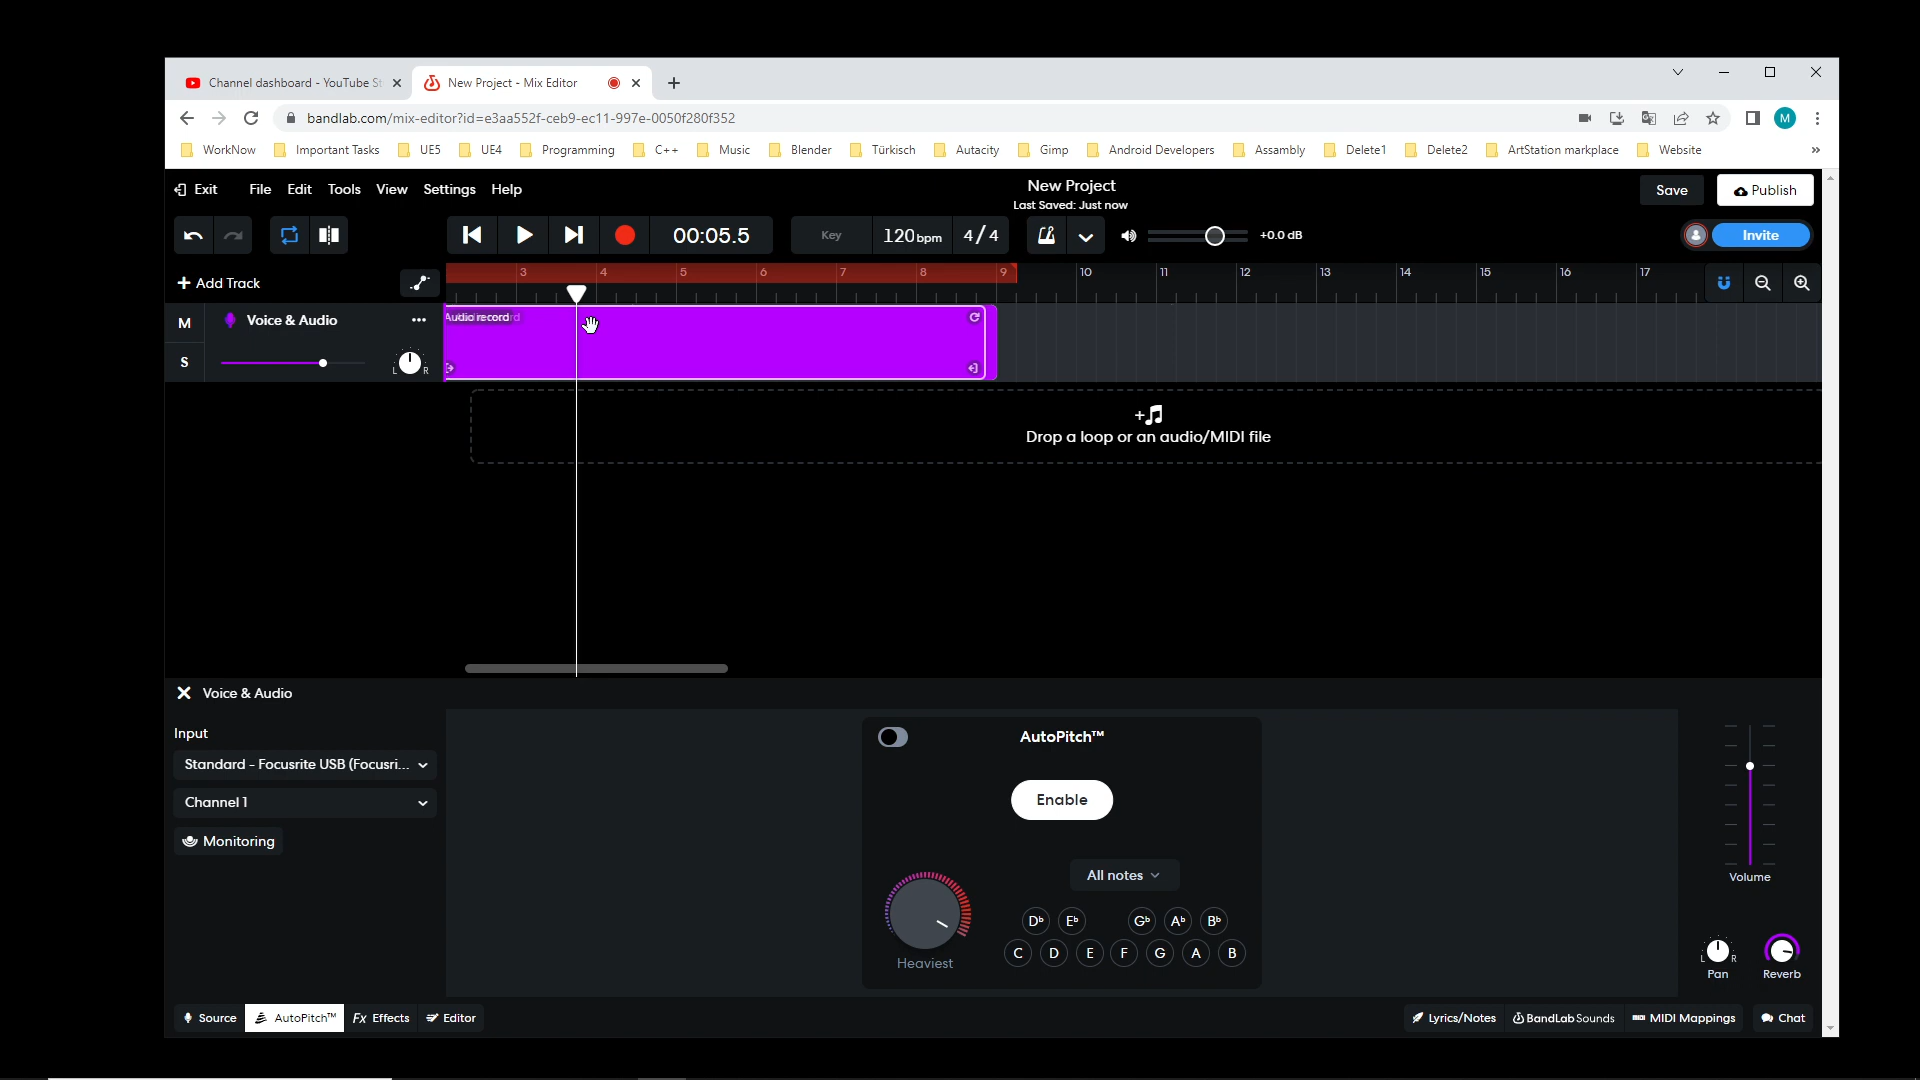 Channel dashboard - YouTube St
New Project - Mix Editor
bandlab.com/mix-editor?id=e3aa552f-ceb9-ec11-997e-0050f280f352
M
WorkNow
Important Tasks
UE5
UE4
Programming
C++
Music
Blender
Türkisch
Autacity
Gimp
Android Developers
Assambly
Delete1
Delete2
ArtStation markplace
Website
»
Exit
File
Edit
Tools
View
Settings
Help
New Project
Last Saved: Just now
Save
Publish
00:05.5
Key
120bpm
4/4
+0.0 dB
Invite
+ Add Track
3
4
5
6
7
8
9
10
11
12
13
14
15
16
17
M
Voice & Audio
S
L
R
Audio record
+
Drop a loop or an audio/MIDI file
Voice & Audio
Input
Standard - Focusrite USB (Focusri...
Channel 1
Monitoring
AutoPitch™
Enable
All notes
Heaviest
Db
Eb
Gb
Ab
Bb
C
D
E
F
G
A
B
Volume
L
R
Pan
Reverb
Source
AutoPitch™
Fx Effects
Editor
Lyrics/Notes
BandLab Sounds
MIDI Mappings
Chat